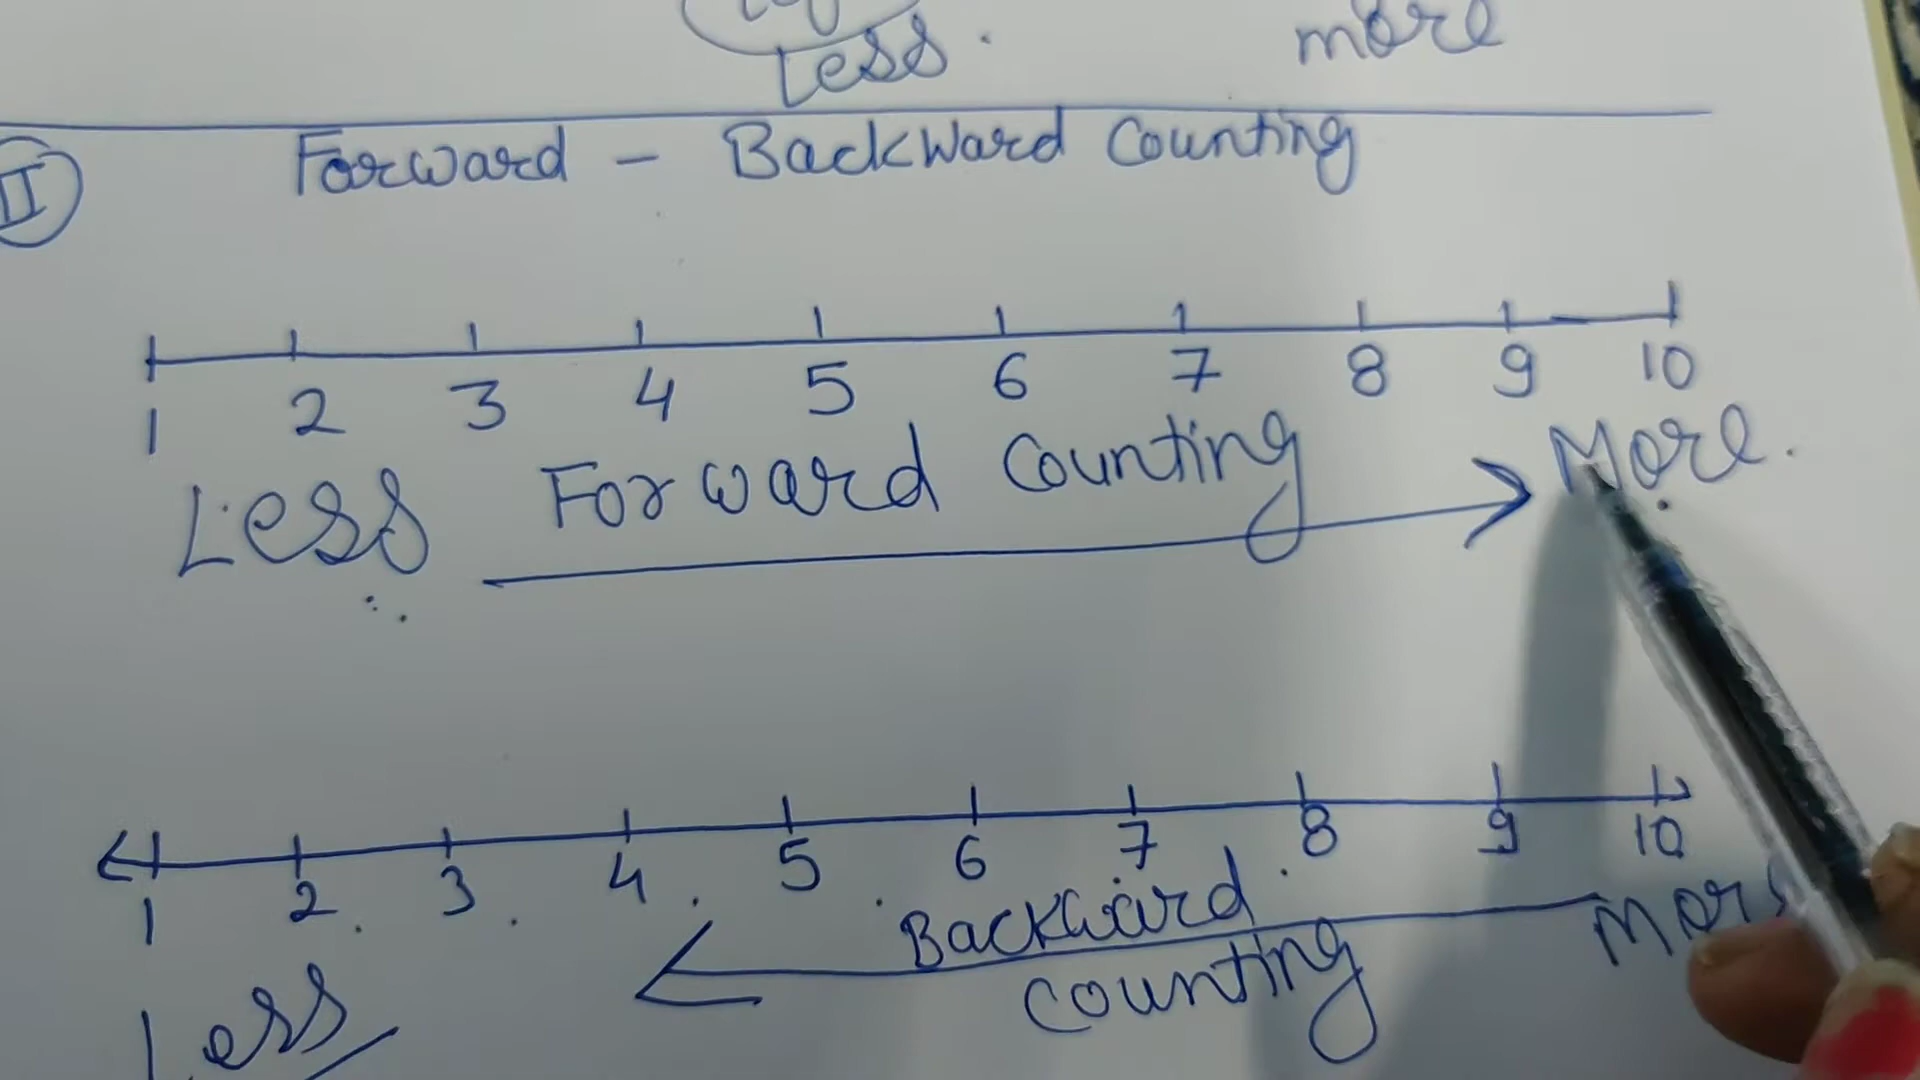 Less. more
II Forward - Backward Counting
1 2 3 4 5 6 7 8 9 10
Less Forward Counting More.
1 2 3 4 5 6 7 8 9 10
Backward
Counting
Less